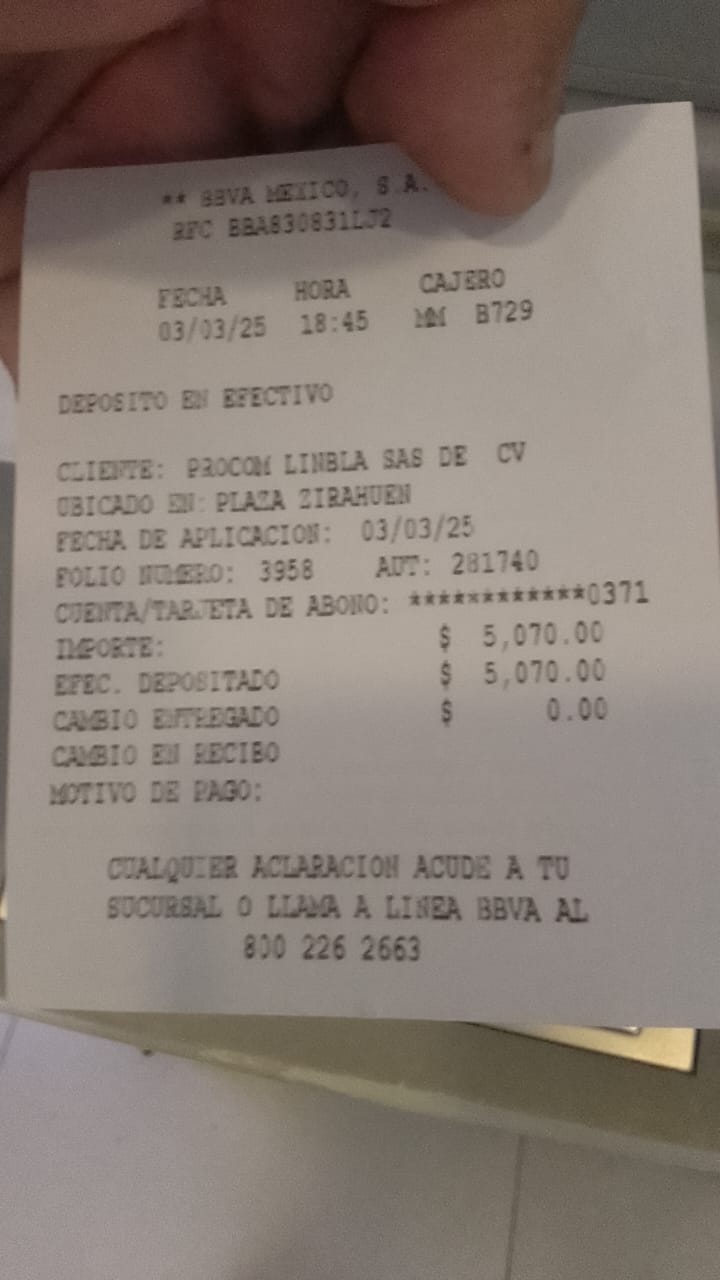 ** BBVA MEXICO, S.A.
RFC BBA830831LJ2
FECHA HORA CAJERO
03/03/25 18:45 MM B729
DEPOSITO EN EFECTIVO
CLIENTE: PROCOM LINBLA SAS DE CV
UBICADO EN: PLAZA ZIRAHUEN
FECHA DE APLICACION: 03/03/25
FOLIO NUMERO: 3958 AUT: 281740
CUENTA/TARJETA DE ABONO: ************0371
IMPORTE: $ 5,070.00
EFEC. DEPOSITADO $ 5,070.00
CAMBIO ENTREGADO $ 0.00
CAMBIO EN RECIBO
MOTIVO DE PAGO:
CUALQUIER ACLARACION ACUDE A TU
SUCURSAL O LLAMA A LINEA BBVA AL
800 226 2663